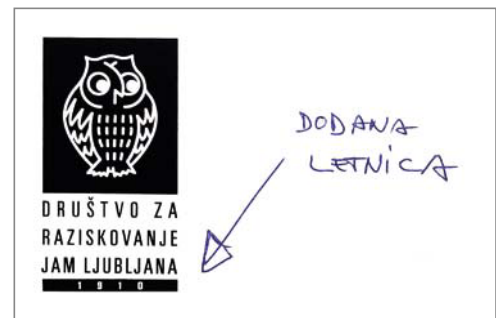 DRUŠTVO ZA
RAZISKOVANJE
JAM LJUBLJANA
1910
DODANA
LETNICA